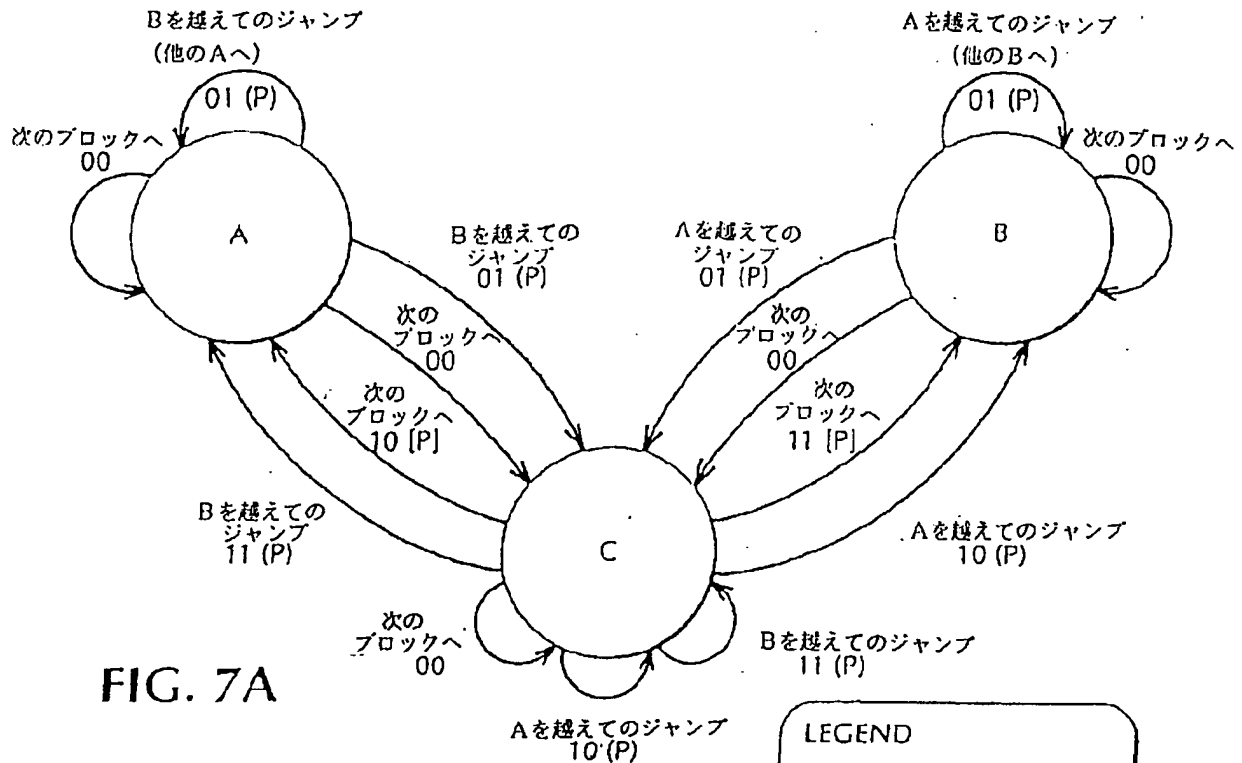 Bを越えてのジャンプ
(他のAへ)
01 (P)
次のブロックへ
00
A
Aを越えてのジャンプ
(他のBへ)
01 (P)
次のブロックへ
00
B
Bを越えての
ジャンプ
01 (P)
Aを越えての
ジャンプ
01 (P)
次の
ブロックへ
00
次の
ブロックへ
00
次の
ブロックへ
10 [P]
次の
ブロックへ
11 [P]
Bを越えての
ジャンプ
11 (P)
C
Aを越えてのジャンプ
10 (P)
次の
ブロックへ
00
Bを越えてのジャンプ
11 (P)
Aを越えてのジャンプ
10 (P)
FIG. 7A
LEGEND